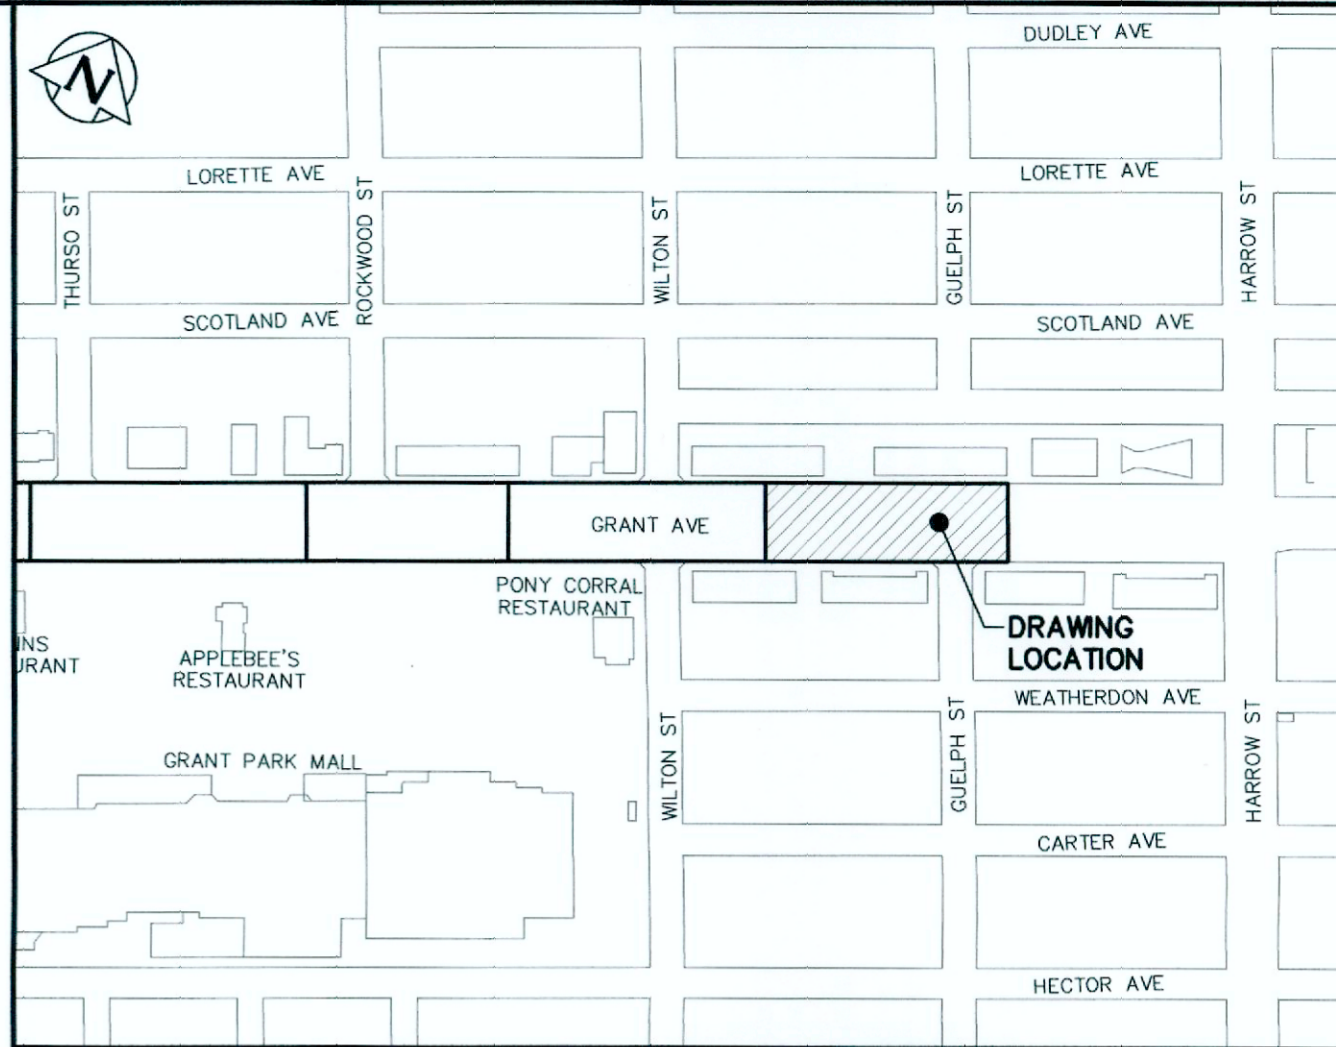 DUDLEY AVE
N
LORETTE AVE
LORETTE AVE
THURSO ST
ROCKWOOD ST
WILTON ST
GUELPH ST
HARROW ST
SCOTLAND AVE
SCOTLAND AVE
GRANT AVE
PONY CORRAL
RESTAURANT
DRAWING
LOCATION
NNS
URANT
APPLEBEE'S
RESTAURANT
WEATHERDON AVE
WILTON ST
GUELPH ST
HARROW ST
GRANT PARK MALL
CARTER AVE
HECTOR AVE